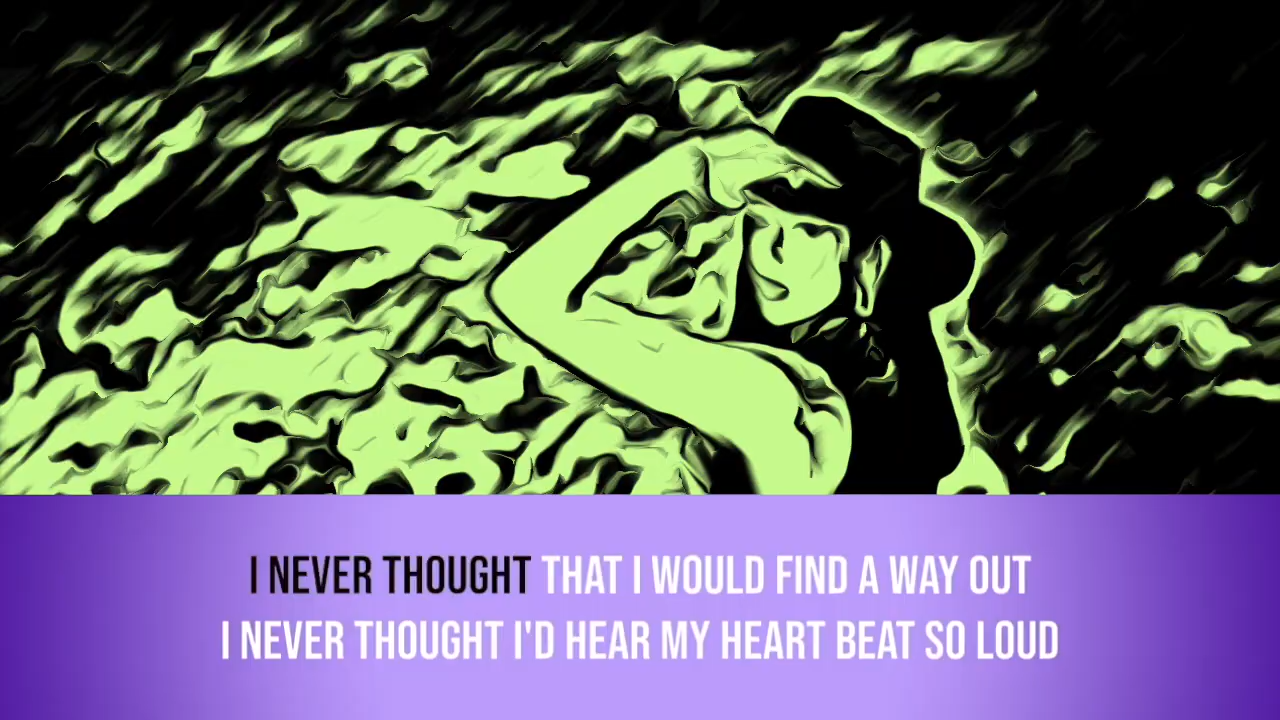 I NEVER THOUGHT THAT I WOULD FIND A WAY OUT
I NEVER THOUGHT I'D HEAR MY HEART BEAT SO LOUD